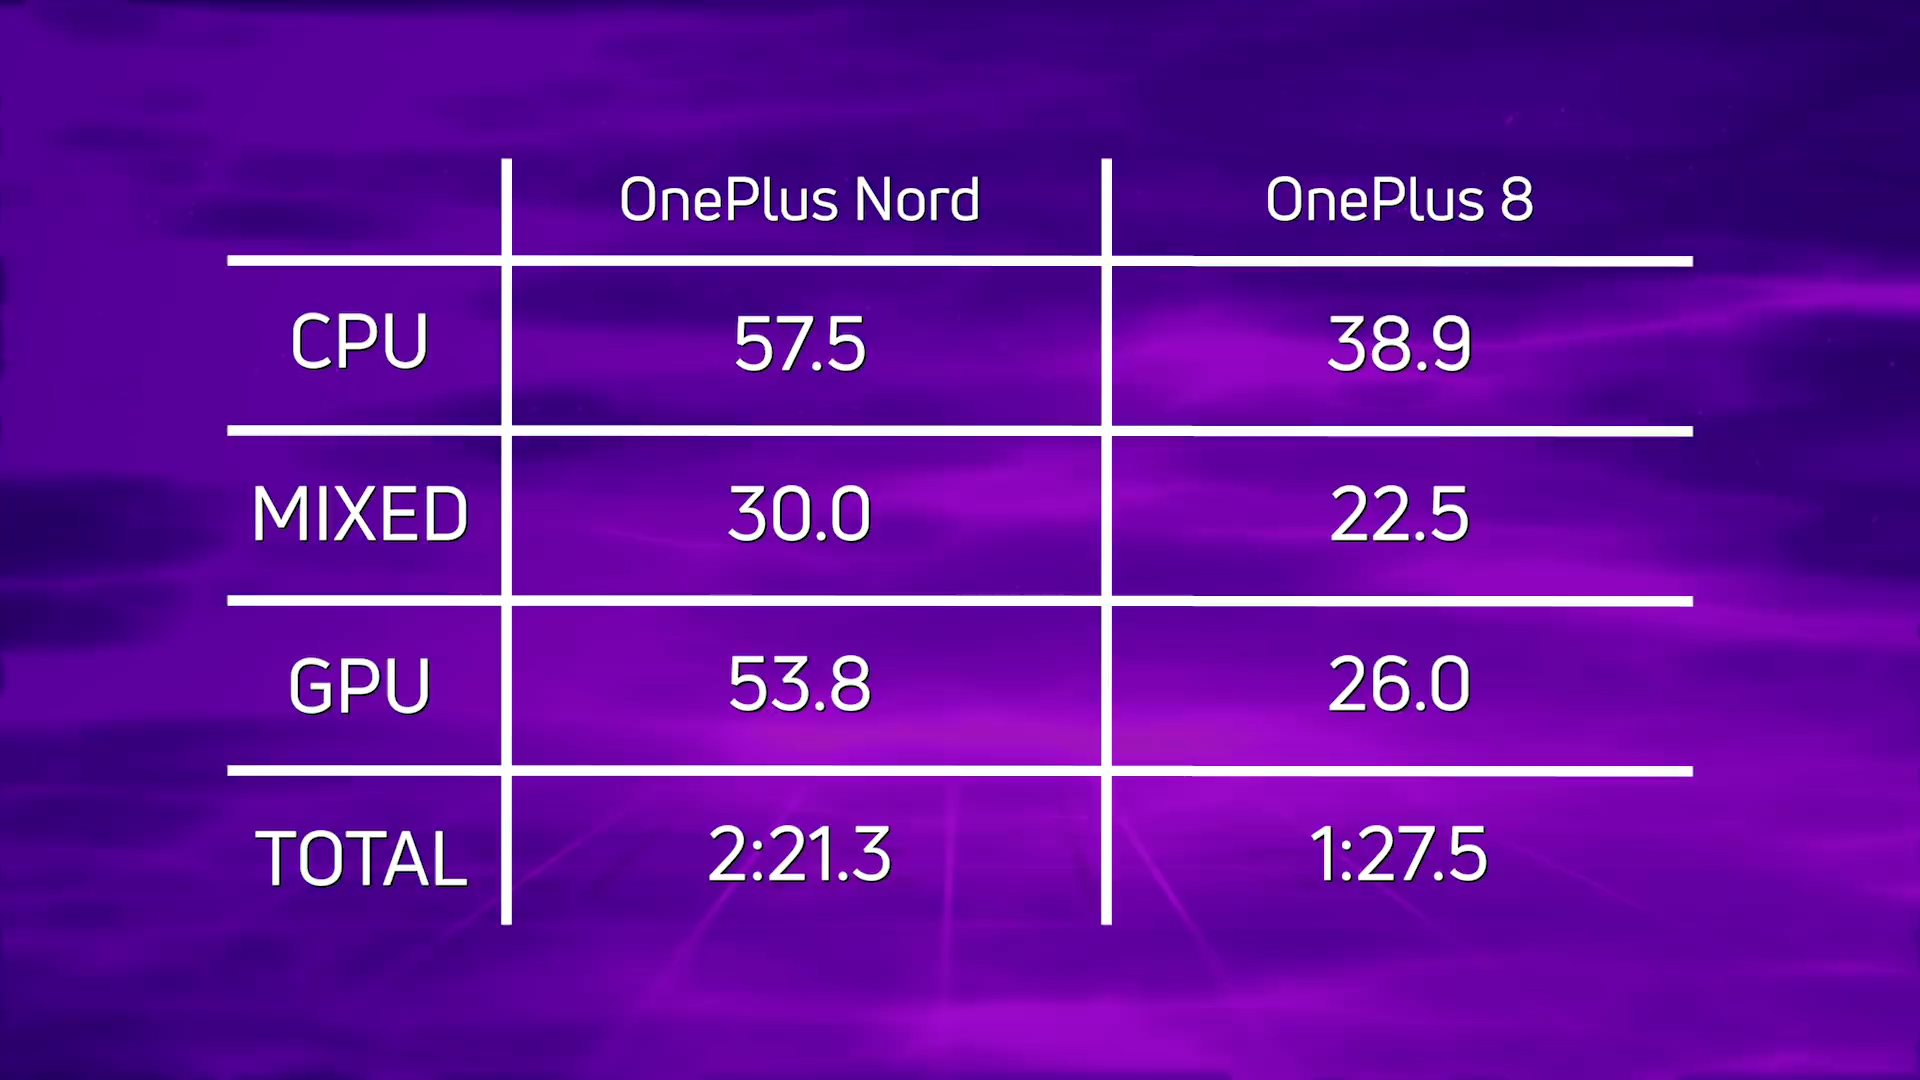 OnePlus Nord OnePlus 8
CPU 57.5 38.9
MIXED 30.0 22.5
GPU 53.8 26.0
TOTAL 2:21.3 1:27.5